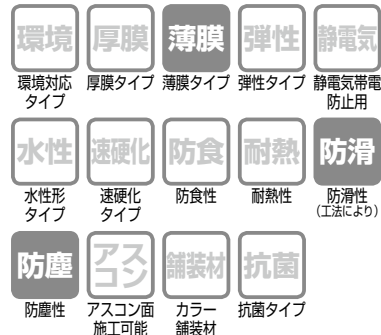 環境 厚膜 薄膜 弾性 静電気
環境対応 厚膜タイプ 薄膜タイプ 弾性タイプ 静電気帯電
タイプ 防止用
水性 速硬化 防食 耐熱 防滑
水性形 速硬化 防食性 耐熱性 防滑性
タイプ タイプ (工法により)
防塵 アス 舗装材 抗菌
コン
防塵性 アスコン面 カラー 抗菌タイプ
施工可能 舗装材